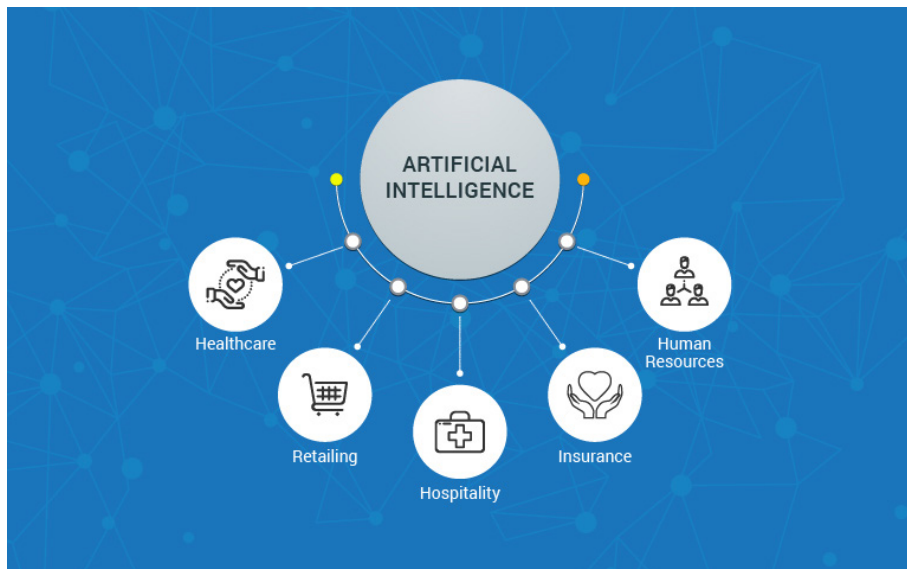 ARTIFICIAL
INTELLIGENCE
Healthcare
Retailing
Hospitality
Insurance
Human
Resources